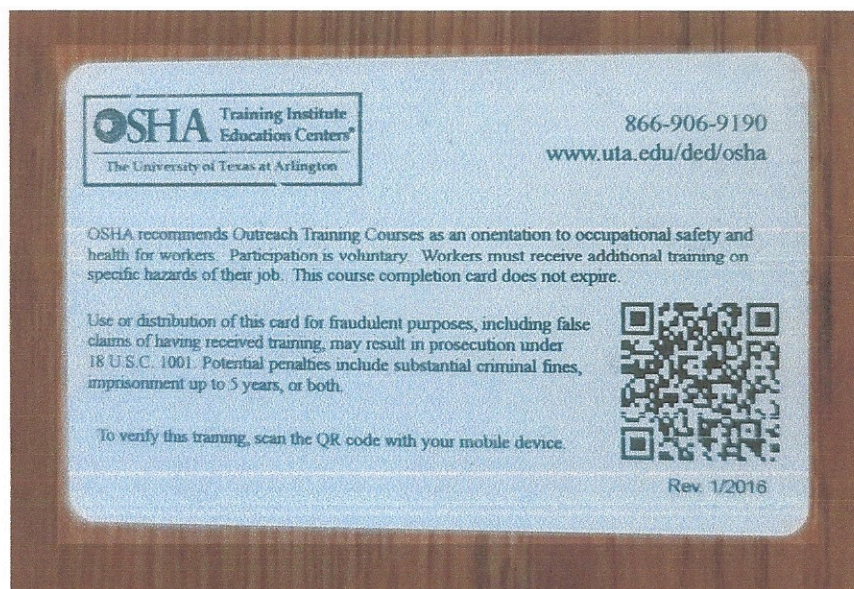 OSHA Training Institute
Education Centers®
The University of Texas at Arlington
866-906-9190
www.uta.edu/ded/osha
OSHA recommends Outreach Training Courses as an orientation to occupational safety and
health for workers. Participation is voluntary. Workers must receive additional training on
specific hazards of their job. This course completion card does not expire.
Use or distribution of this card for fraudulent purposes, including false
claims of having received training, may result in prosecution under
18 U.S.C. 1001. Potential penalties include substantial criminal fines,
imprisonment up to 5 years, or both.
To verify this training, scan the QR code with your mobile device.
Rev. 1/2016